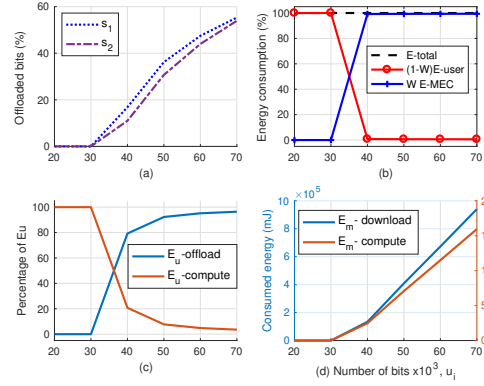 60
40
20
0
Offloaded bits (%)
s1
s2
20 30 40 50 60 70
(a)
100
80
60
40
20
0
Energy consumption (%)
E-total
(1-W)E-user
W E-MEC
20 30 40 50 60 70
(b)
100
80
60
40
20
0
Percentage of Eu
Eu-offload
Eu-compute
20 30 40 50 60 70
(c)
10 ×10^5
8
6
4
2
0
Consumed energy (mJ)
Em- download
Em- compute
0
20 30 40 50 60 70
(d) Number of bits x10^3, ui